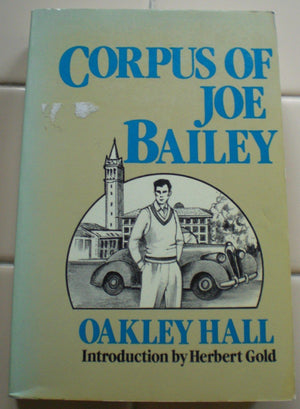 CORPUS OF
JOE
BAILEY
OAKLEY HALL
Introduction by Herbert Gold